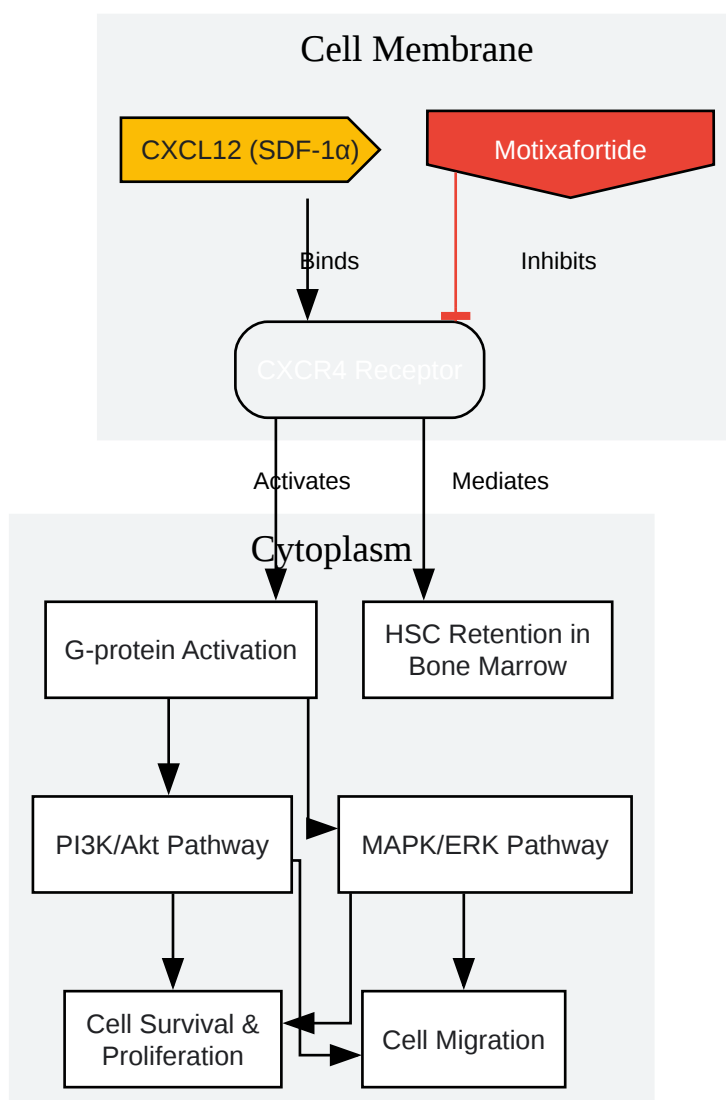 Cell Membrane
CXCL12 (SDF-1α)
Motixafortide
Binds
Inhibits
CXCR4 Receptor
Activates
Mediates
Cytoplasm
G-protein Activation
HSC Retention in
Bone Marrow
PI3K/Akt Pathway
MAPK/ERK Pathway
Cell Survival &
Proliferation
Cell Migration